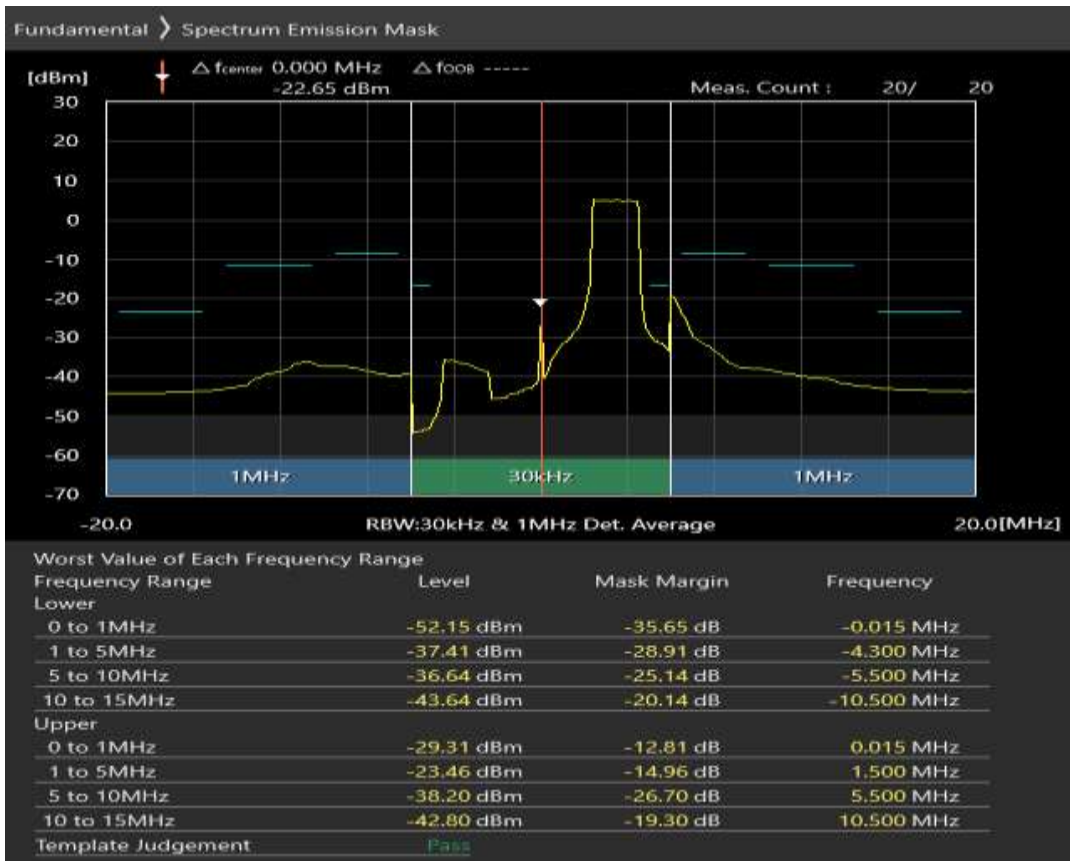 Fundamental ❯ Spectrum Emission Mask
△ fcenter 0.000 MHz △ fOOB -----
[dBm] -22.65 dBm Meas. Count : 20/ 20
30
20
10
0
-10
-20
-30
-40
-50
-60
1MHz 30kHz 1MHz
-70
-20.0 RBW:30kHz & 1MHz Det. Average 20.0[MHz]
Worst Value of Each Frequency Range
Frequency Range Level Mask Margin Frequency
Lower
0 to 1MHz -52.15 dBm -35.65 dB -0.015 MHz
1 to 5MHz -37.41 dBm -28.91 dB -4.300 MHz
5 to 10MHz -36.64 dBm -25.14 dB -5.500 MHz
10 to 15MHz -43.64 dBm -20.14 dB -10.500 MHz
Upper
0 to 1MHz -29.31 dBm -12.81 dB 0.015 MHz
1 to 5MHz -23.46 dBm -14.96 dB 1.500 MHz
5 to 10MHz -38.20 dBm -26.70 dB 5.500 MHz
10 to 15MHz -42.80 dBm -19.30 dB 10.500 MHz
Template Judgement Pass